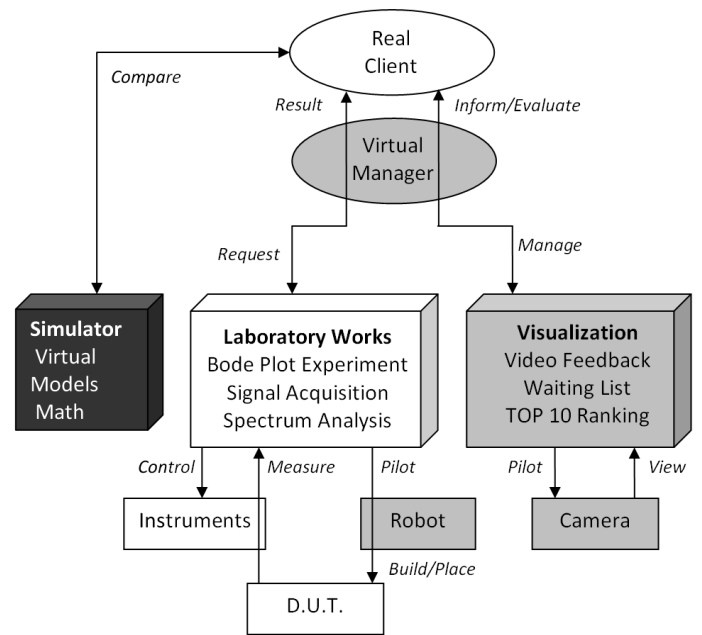 Real
Client
Compare
Result
Inform/Evaluate
Virtual
Manager
Request
Manage
Simulator
Virtual
Models
Math
Laboratory Works
Bode Plot Experiment
Signal Acquisition
Spectrum Analysis
Visualization
Video Feedback
Waiting List
TOP 10 Ranking
Control
Measure
Pilot
Pilot
View
Instruments
Robot
Camera
Build/Place
D.U.T.